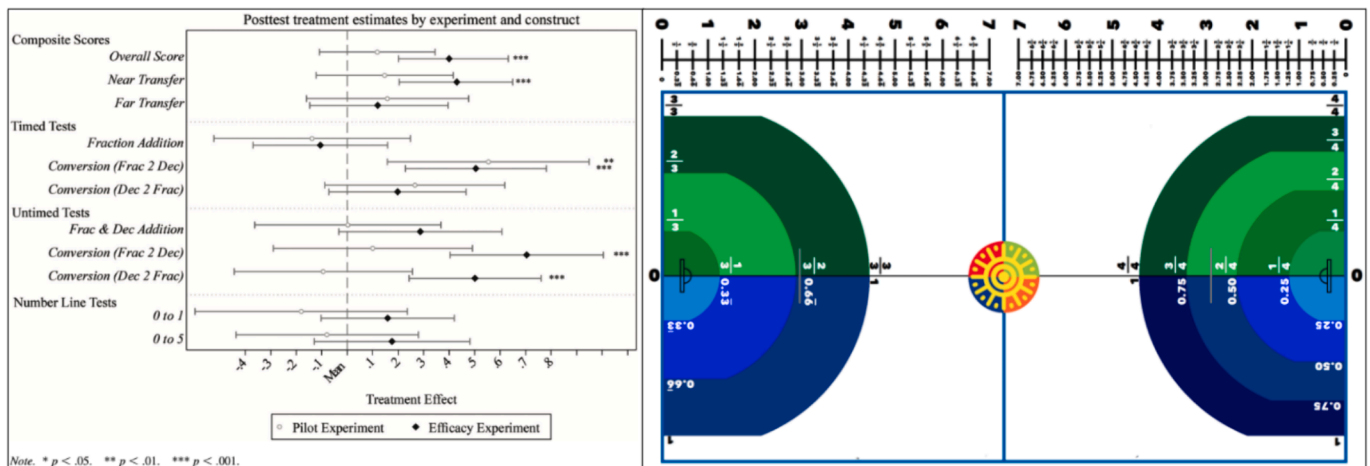 Posttest treatment estimates by experiment and construct
Composite Scores
Overall Score
***
Near Transfer
***
Far Transfer
Timed Tests
Fraction Addition
Conversion (Frac 2 Dec)
**
***
Conversion (Dec 2 Frac)
Untimed Tests
Frac & Dec Addition
Conversion (Frac 2 Dec)
***
Conversion (Dec 2 Frac)
***
Number Line Tests
0 to 1
0 to 5
-.4 -.3 -.2 -.1 Mean .1 .2 .3 .4 .5 .6 .7 .8
Treatment Effect
Pilot Experiment Efficacy Experiment
Note. * p < .05. ** p < .01. *** p < .001.
0 1 2 3 4 5 6 7
7 6 5 4 3 2 1 0
3/3
2/3
1/3
0
1/3
0.33
2/3
0.66
3/3
1
0.33
0.66
1
4/4
3/4
2/4
1/4
0
4/4
1
3/4
0.75
2/4
0.50
1/4
0.25
0.25
0.50
0.75
1